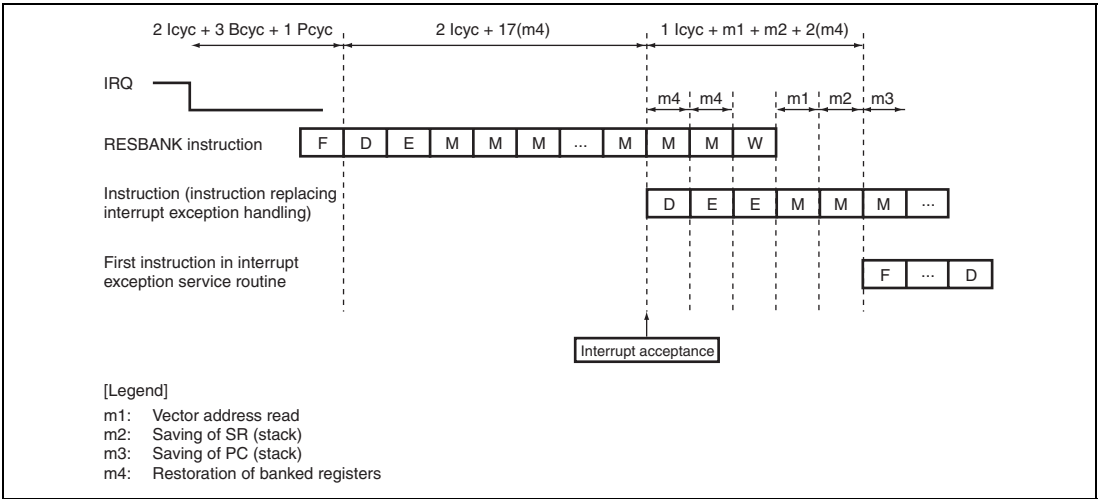 2 Icyc + 3 Bcyc + 1 Pcyc 2 Icyc + 17(m4) 1 Icyc + m1 + m2 + 2(m4)
IRQ
m4 m4 m1 m2 m3
RESBANK instruction F D E M M M ... M M M W
Instruction (instruction replacing
interrupt exception handling) D E E M M M ...
First instruction in interrupt
exception service routine F ... D
Interrupt acceptance
[Legend]
m1: Vector address read
m2: Saving of SR (stack)
m3: Saving of PC (stack)
m4: Restoration of banked registers